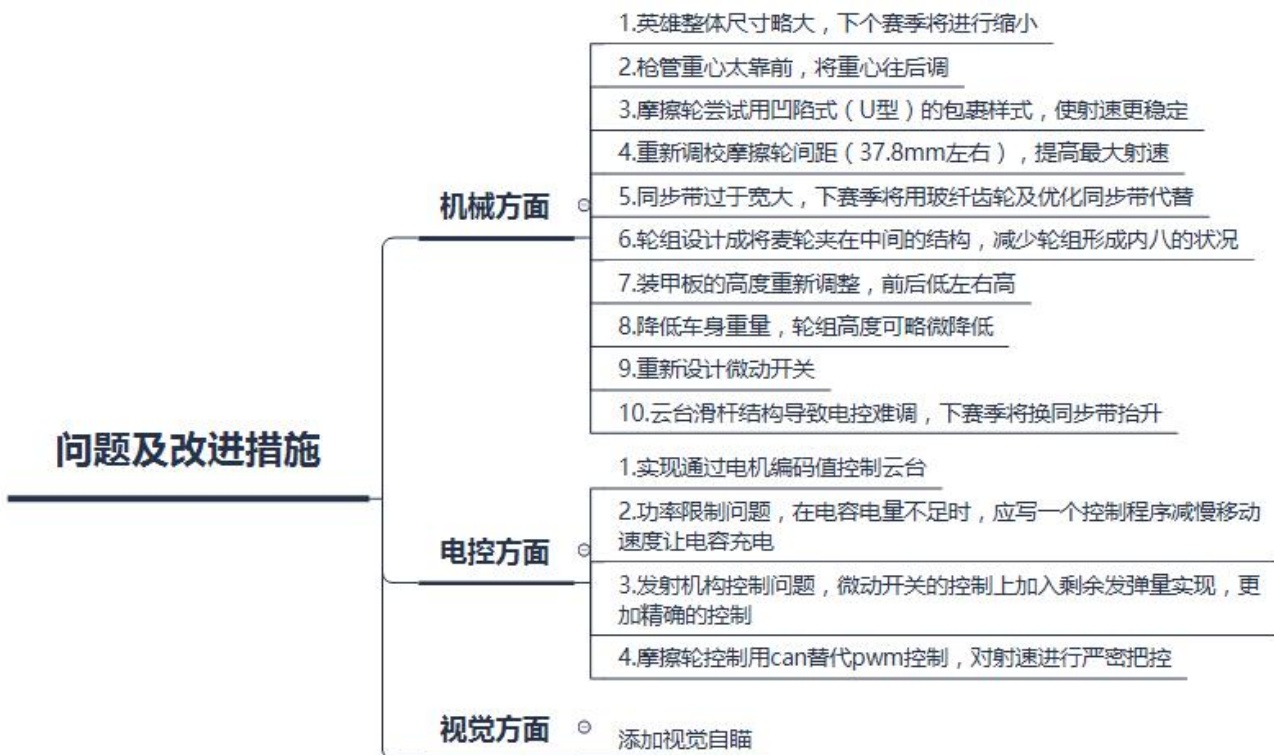 问题及改进措施
机械方面
1.英雄整体尺寸略大，下个赛季将进行缩小
2.枪管重心太靠前，将重心往后调
3.摩擦轮尝试用凹陷式（U型）的包裹样式，使射速更稳定
4.重新调校摩擦轮间距（37.8mm左右），提高最大射速
5.同步带过于宽大，下赛季将用玻纤齿轮及优化同步带代替
6.轮组设计成将麦轮夹在中间的结构，减少轮组形成内八的状况
7.装甲板的高度重新调整，前后低左右高
8.降低车身重量，轮组高度可略微降低
9.重新设计微动开关
10.云台滑杆结构导致电控难调，下赛季将换同步带抬升
电控方面
1.实现通过电机编码值控制云台
2.功率限制问题，在电容电量不足时，应写一个控制程序减慢移动
速度让电容充电
3.发射机构控制问题，微动开关的控制上加入剩余发弹量实现，更
加精确的控制
4.摩擦轮控制用can替代pwm控制，对射速进行严密把控
视觉方面
添加视觉自瞄